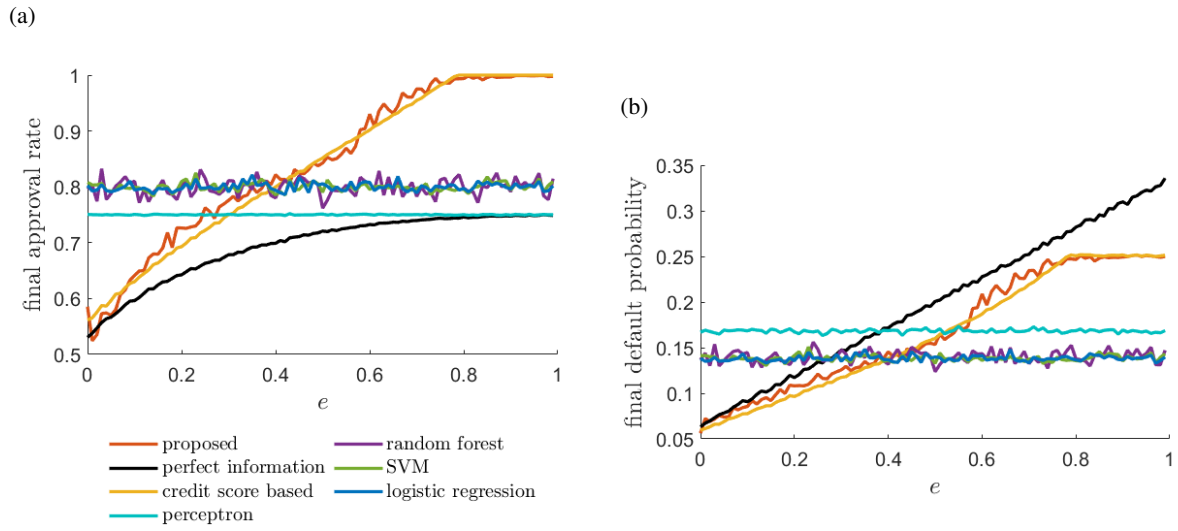 (a)
final approval rate
1
0.9
0.8
0.7
0.6
0.5
0
0.2
0.4
0.6
0.8
1
e
proposed
perfect information
credit score based
perceptron
random forest
SVM
logistic regression
(b)
final default probability
0.35
0.3
0.25
0.2
0.15
0.1
0.05
0
0.2
0.4
0.6
0.8
1
e